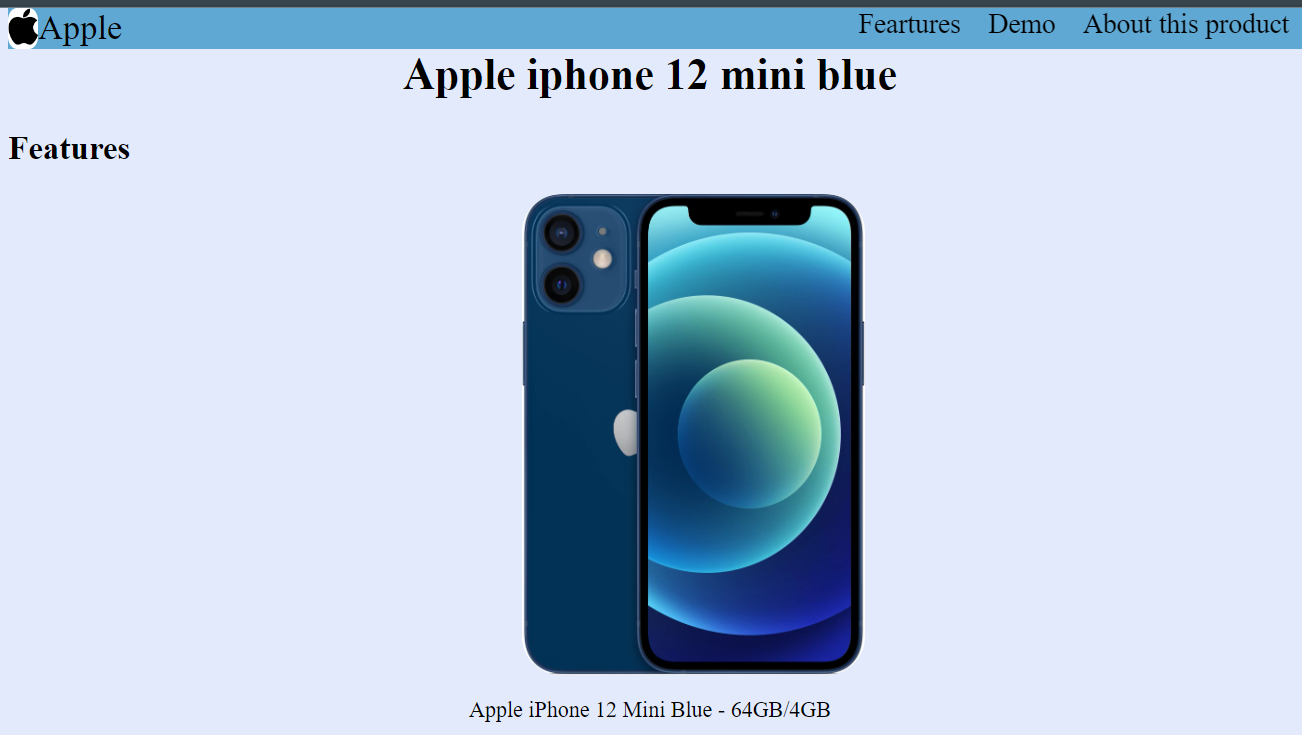 Apple
Feartures Demo About this product
Apple iphone 12 mini blue
Features
Apple iPhone 12 Mini Blue - 64GB/4GB